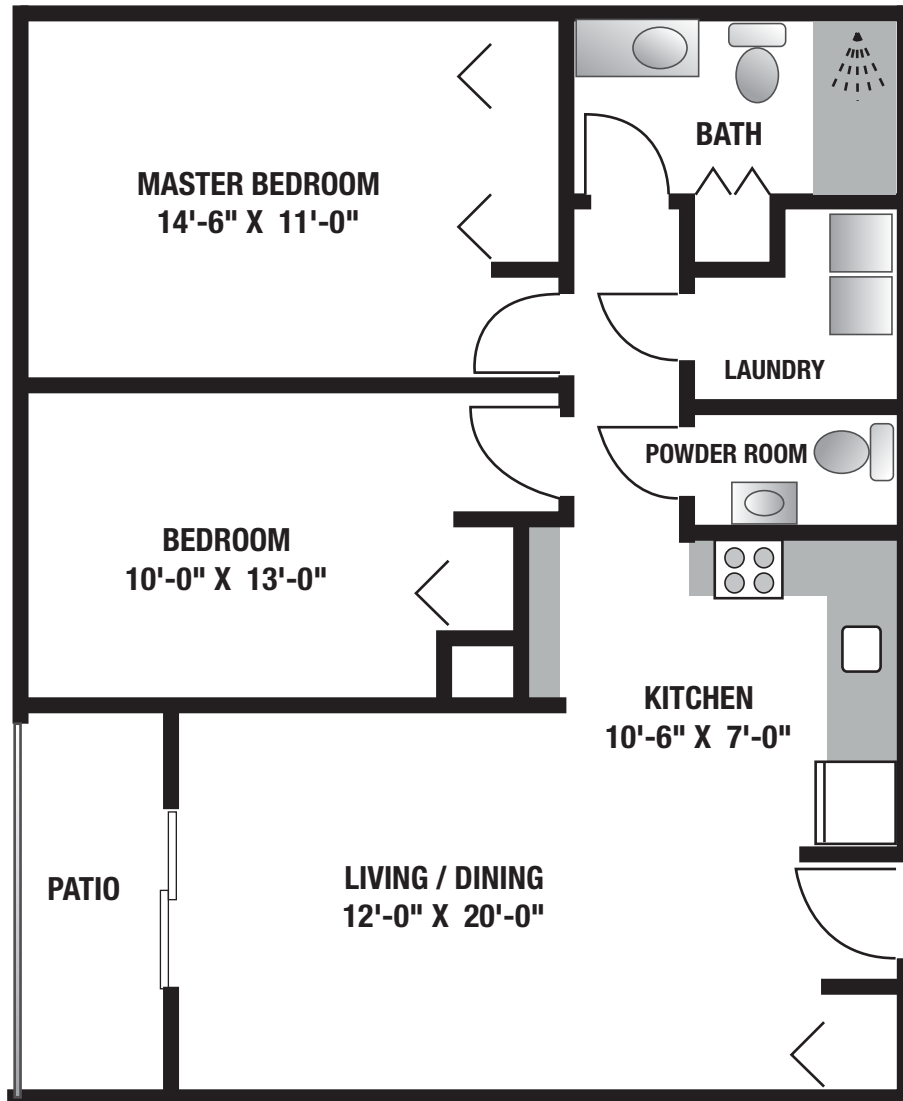 BATH
MASTER BEDROOM
14'-6" X 11'-0"
LAUNDRY
POWDER ROOM
BEDROOM
10'-0" X 13'-0"
KITCHEN
10'-6" X 7'-0"
PATIO
LIVING / DINING
12'-0" X 20'-0"